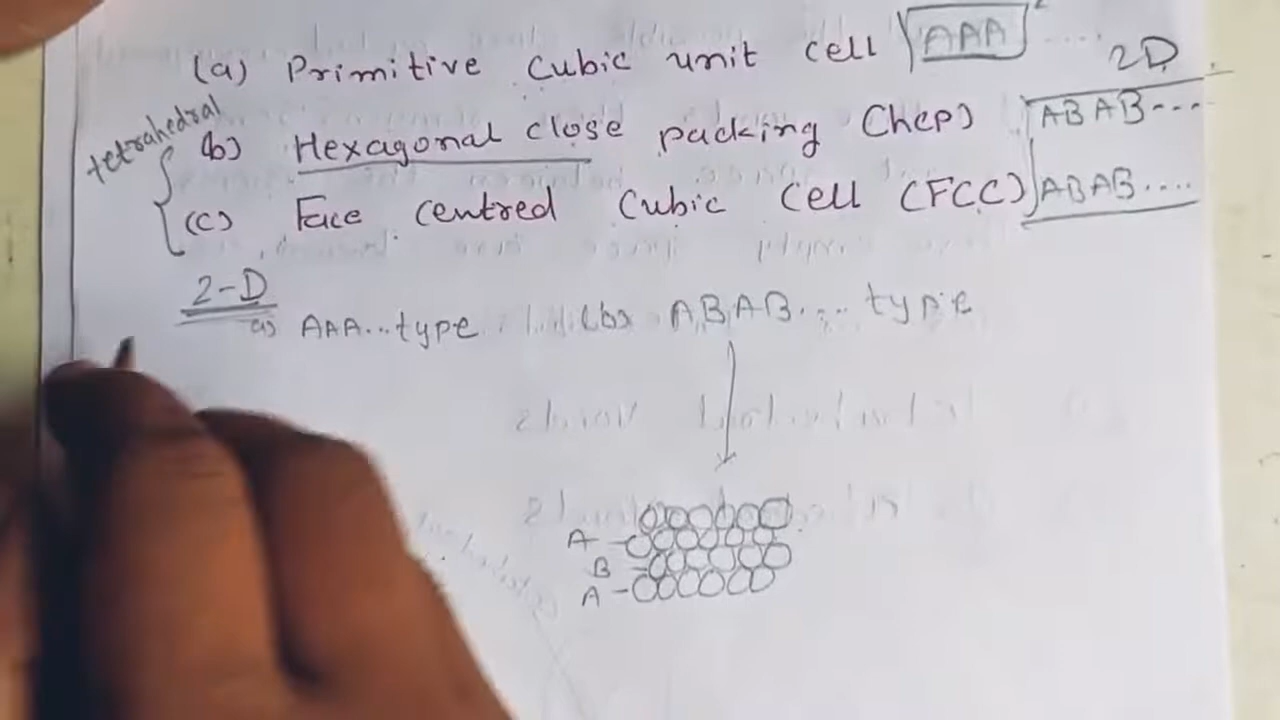 (a) Primitive Cubic unit cell AAA ....
2D
tetrahedral
(b) Hexagonal close packing (hcp) ABAB---
(c) Face centred Cubic Cell (FCC) ABAB....
2-D
(a) AAA...type (b) ABAB.... type
A
B
A